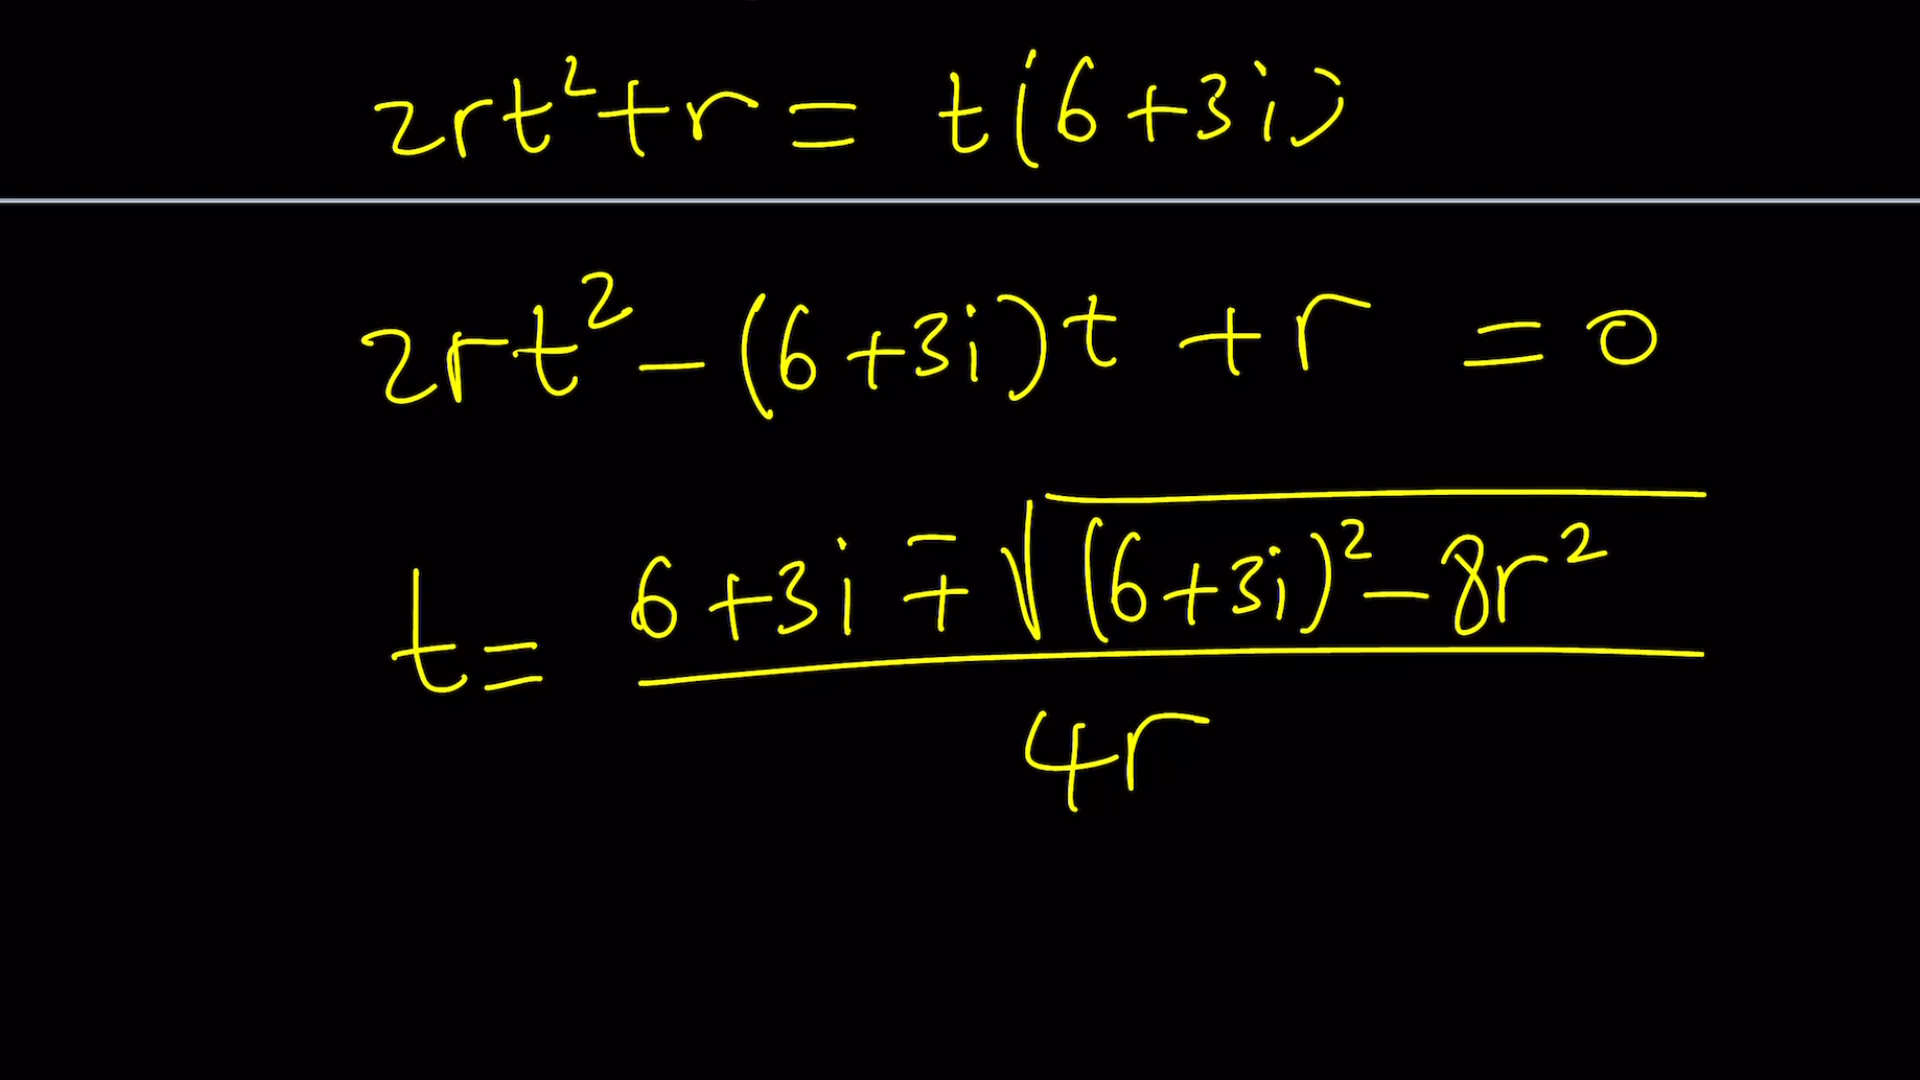 2rt²+r = t(6+3i)
2rt² - (6+3i)t + r = 0
t = (6+3i ∓ √((6+3i)² - 8r²)) / 4r